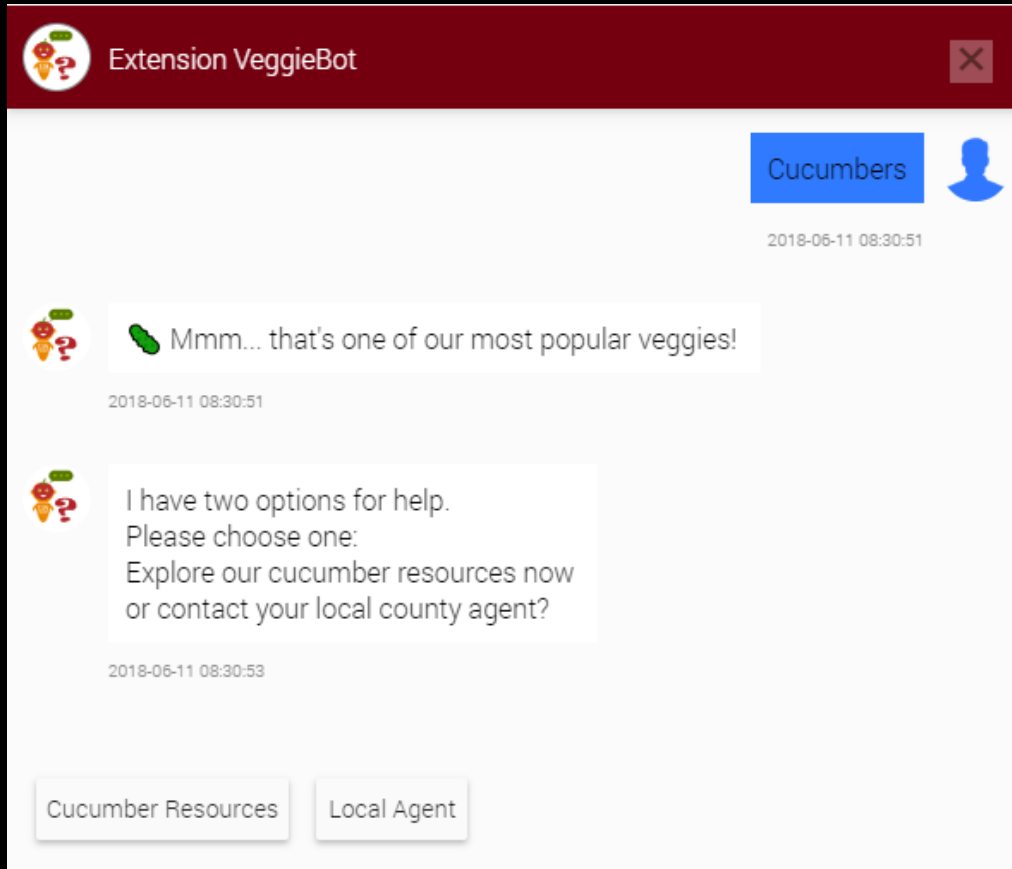 Extension VeggieBot
Cucumbers
2018-06-11 08:30:51
Mmm... that's one of our most popular veggies!
2018-06-11 08:30:51
I have two options for help.
Please choose one:
Explore our cucumber resources now
or contact your local county agent?
2018-06-11 08:30:53
Cucumber Resources
Local Agent